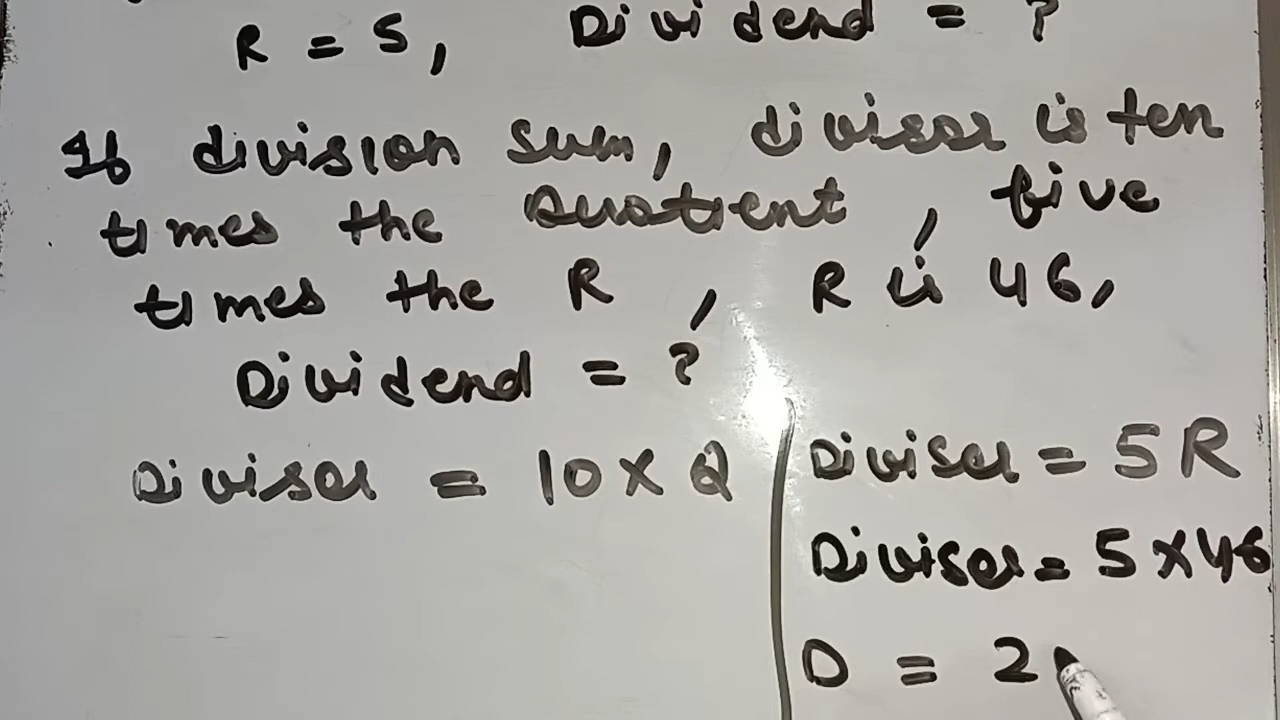 R = 5, Dividend = ?
If division sum, divisor is ten
times the Quotient, five
times the R, R is 46,
Dividend = ?
Divisor = 10 x Q
Divisor = 5R
Divisor = 5 x 46
D = 2